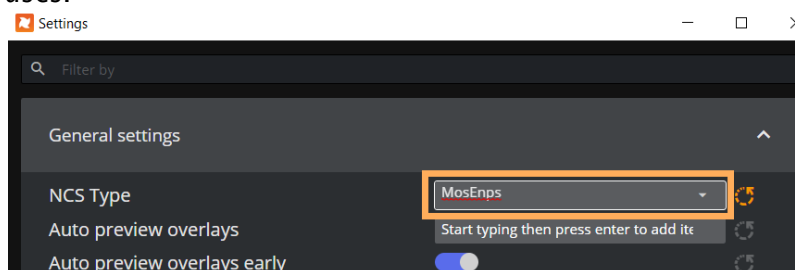 uses.
Settings
Filter by
General settings
NCS Type MosEnps
Auto preview overlays Start typing then press enter to add ite
Auto preview overlays early